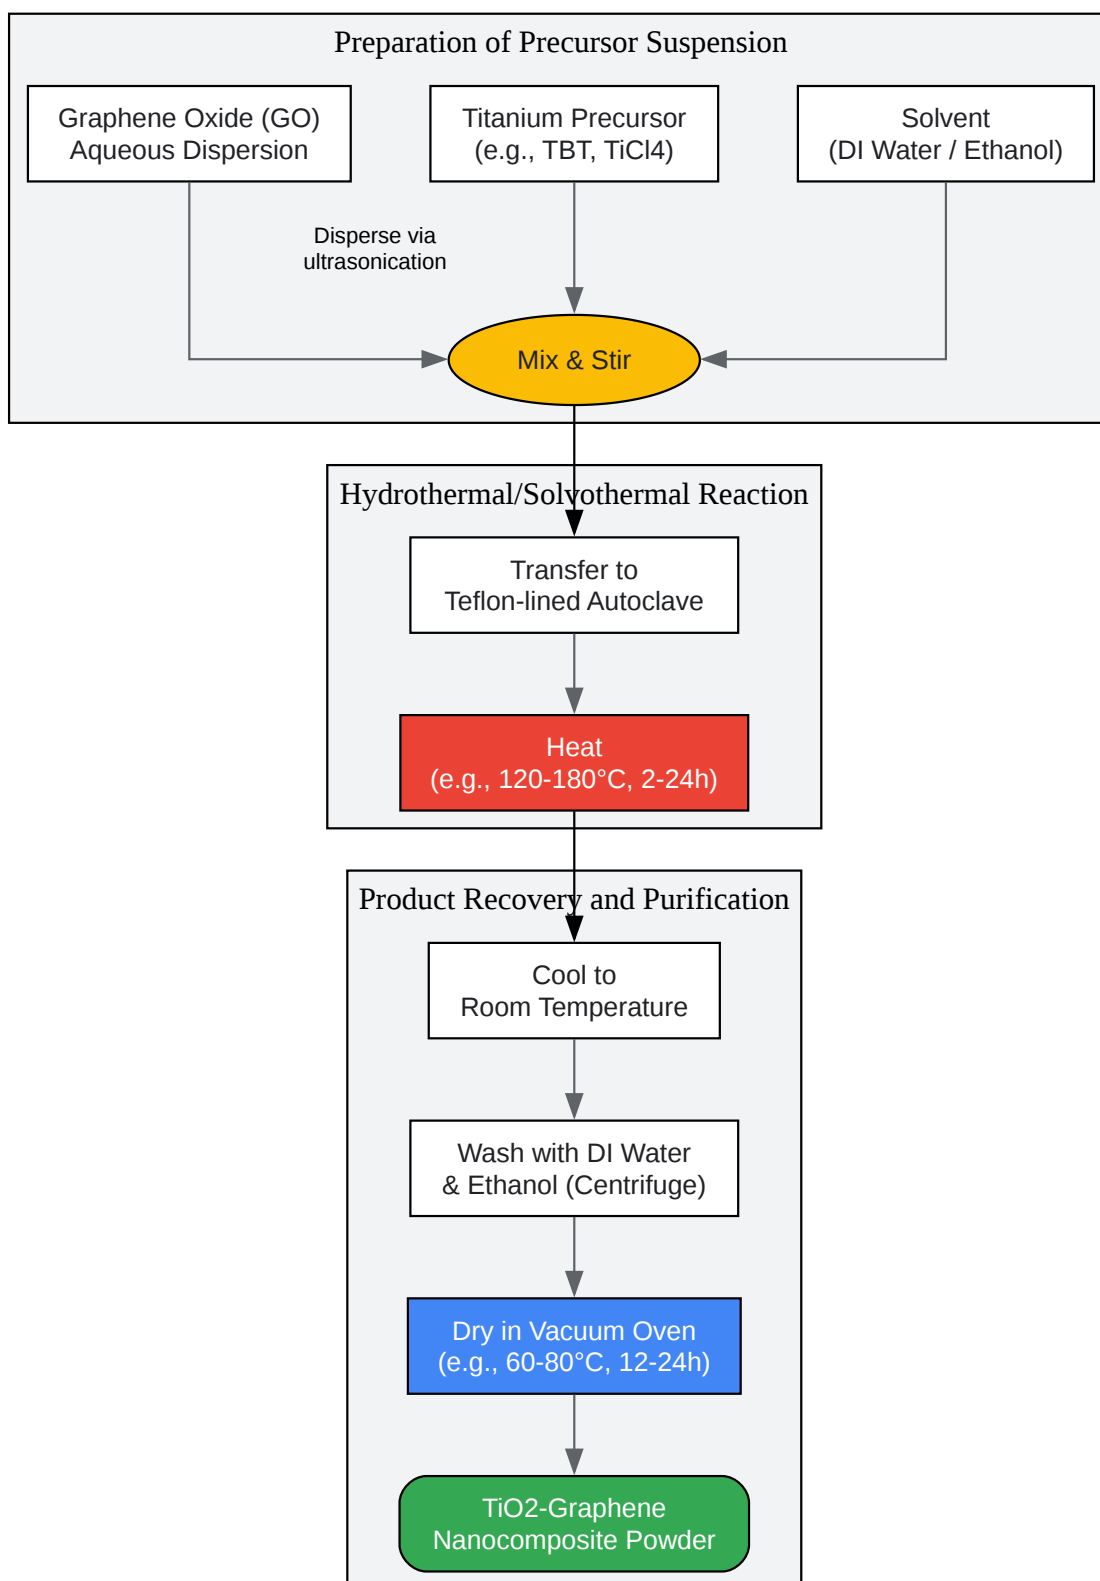 Preparation of Precursor Suspension
Graphene Oxide (GO)
Aqueous Dispersion
Titanium Precursor
(e.g., TBT, TiCl4)
Solvent
(DI Water / Ethanol)
Disperse via
ultrasonication
Mix & Stir
Hydrothermal/Solvothermal Reaction
Transfer to
Teflon-lined Autoclave
Heat
(e.g., 120-180°C, 2-24h)
Product Recovery and Purification
Cool to
Room Temperature
Wash with DI Water
& Ethanol (Centrifuge)
Dry in Vacuum Oven
(e.g., 60-80°C, 12-24h)
TiO2-Graphene
Nanocomposite Powder